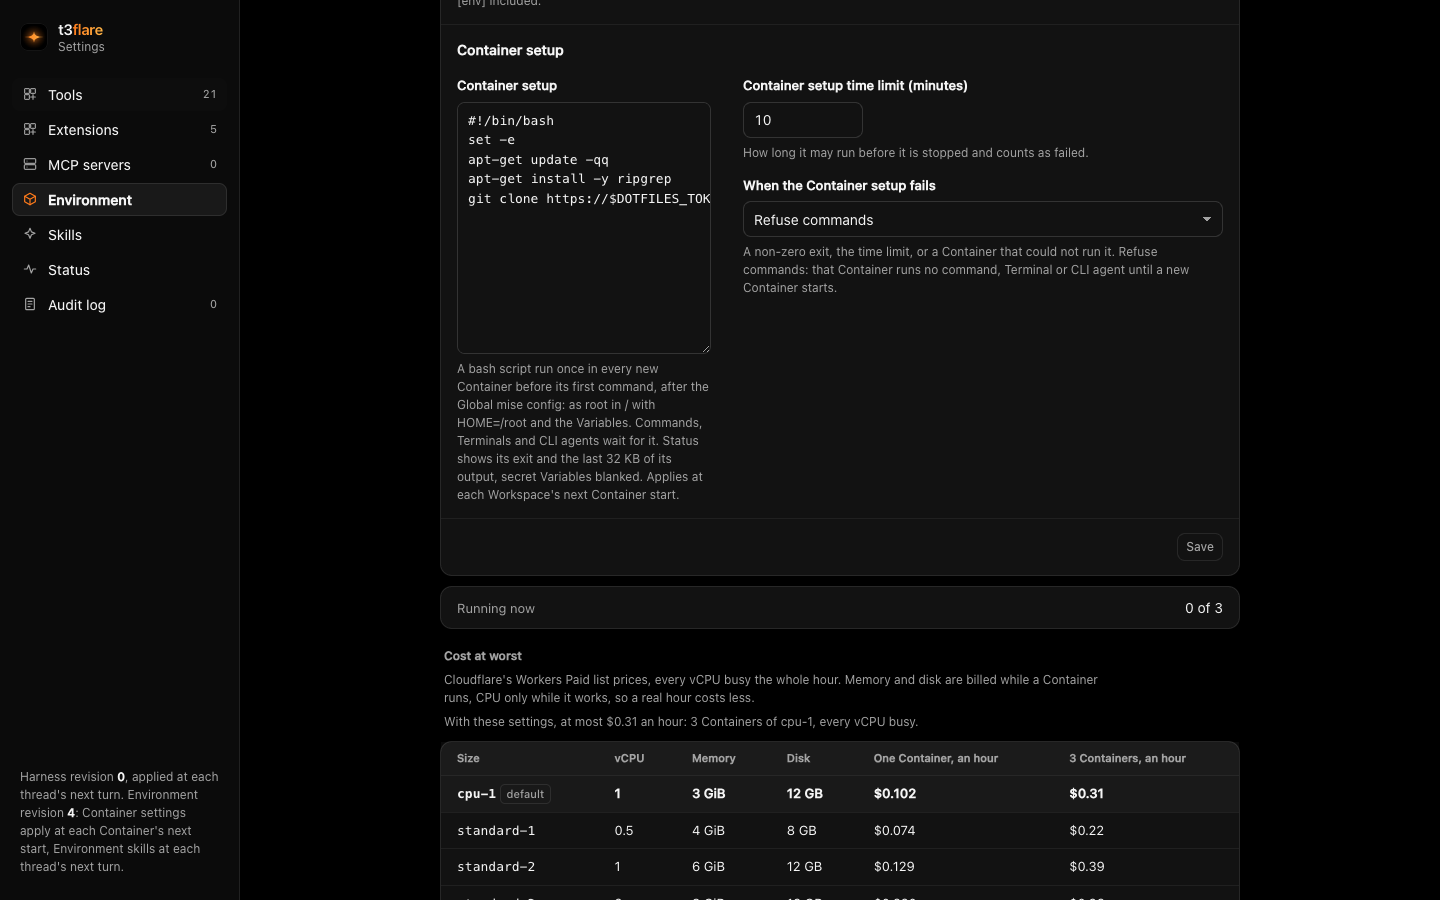 t3flare
Settings
Tools 21
Extensions 5
MCP servers 0
Environment
Skills
Status
Audit log 0
Harness revision 0, applied at each
thread's next turn. Environment
revision 4: Container settings
apply at each Container's next
start, Environment skills at each
thread's next turn.
[env] included.
Container setup
Container setup
#!/bin/bash
set -e
apt-get update -qq
apt-get install -y ripgrep
git clone https://$DOTFILES_TOK
A bash script run once in every new
Container before its first command, after the
Global mise config: as root in / with
HOME=/root and the Variables. Commands,
Terminals and CLI agents wait for it. Status
shows its exit and the last 32 KB of its
output, secret Variables blanked. Applies at
each Workspace's next Container start.
Container setup time limit (minutes)
10
How long it may run before it is stopped and counts as failed.
When the Container setup fails
Refuse commands
A non-zero exit, the time limit, or a Container that could not run it. Refuse
commands: that Container runs no command, Terminal or CLI agent until a new
Container starts.
Save
Running now 0 of 3
Cost at worst
Cloudflare's Workers Paid list prices, every vCPU busy the whole hour. Memory and disk are billed while a Container
runs, CPU only while it works, so a real hour costs less.
With these settings, at most $0.31 an hour: 3 Containers of cpu-1, every vCPU busy.
Size vCPU Memory Disk One Container, an hour 3 Containers, an hour
cpu-1 default 1 3 GiB 12 GB $0.102 $0.31
standard-1 0.5 4 GiB 8 GB $0.074 $0.22
standard-2 1 6 GiB 12 GB $0.129 $0.39